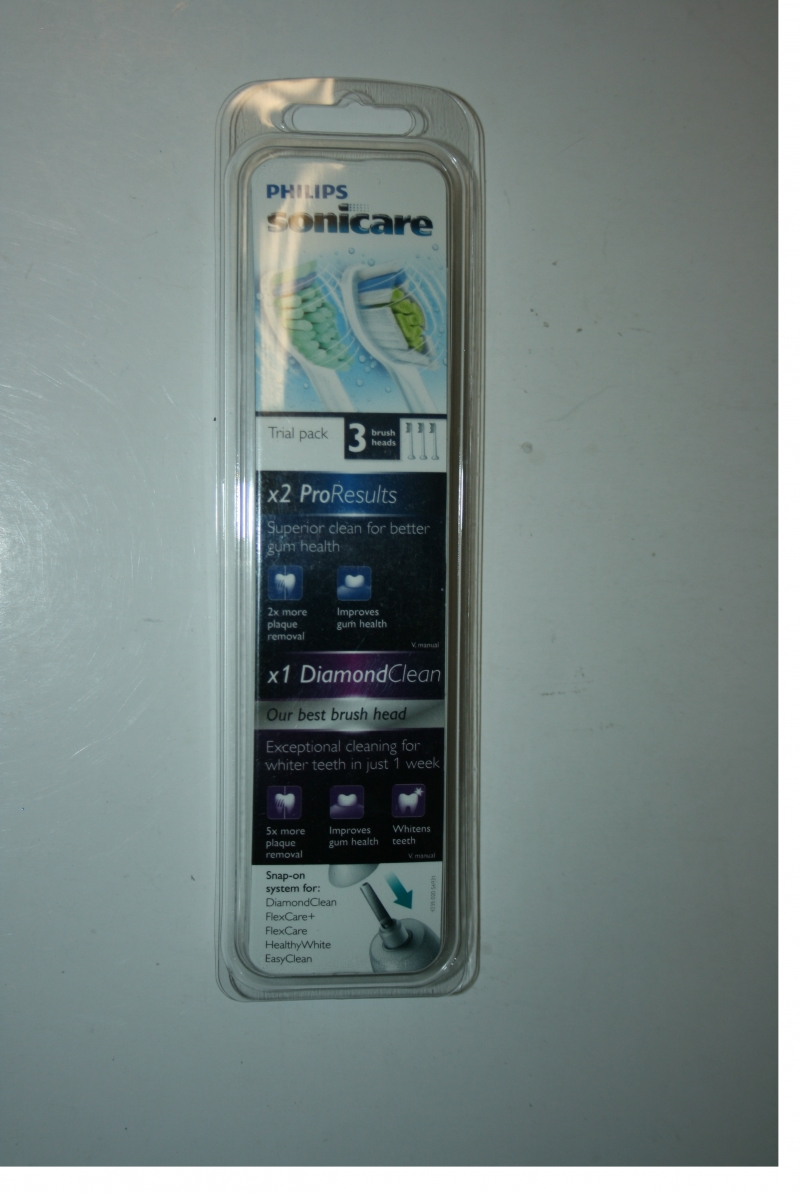 PHILIPS
sonicare
Trial pack
3 brush heads
x2 ProResults
Superior clean for better
gum health
2x more
plaque
removal
Improves
gum health
V. manual
x1 DiamondClean
Our best brush head
Exceptional cleaning for
whiter teeth in just 1 week
5x more
plaque
removal
Improves
gum health
Whitens
teeth
V. manual
Snap-on
system for:
DiamondClean
FlexCare+
FlexCare
HealthyWhite
EasyClean